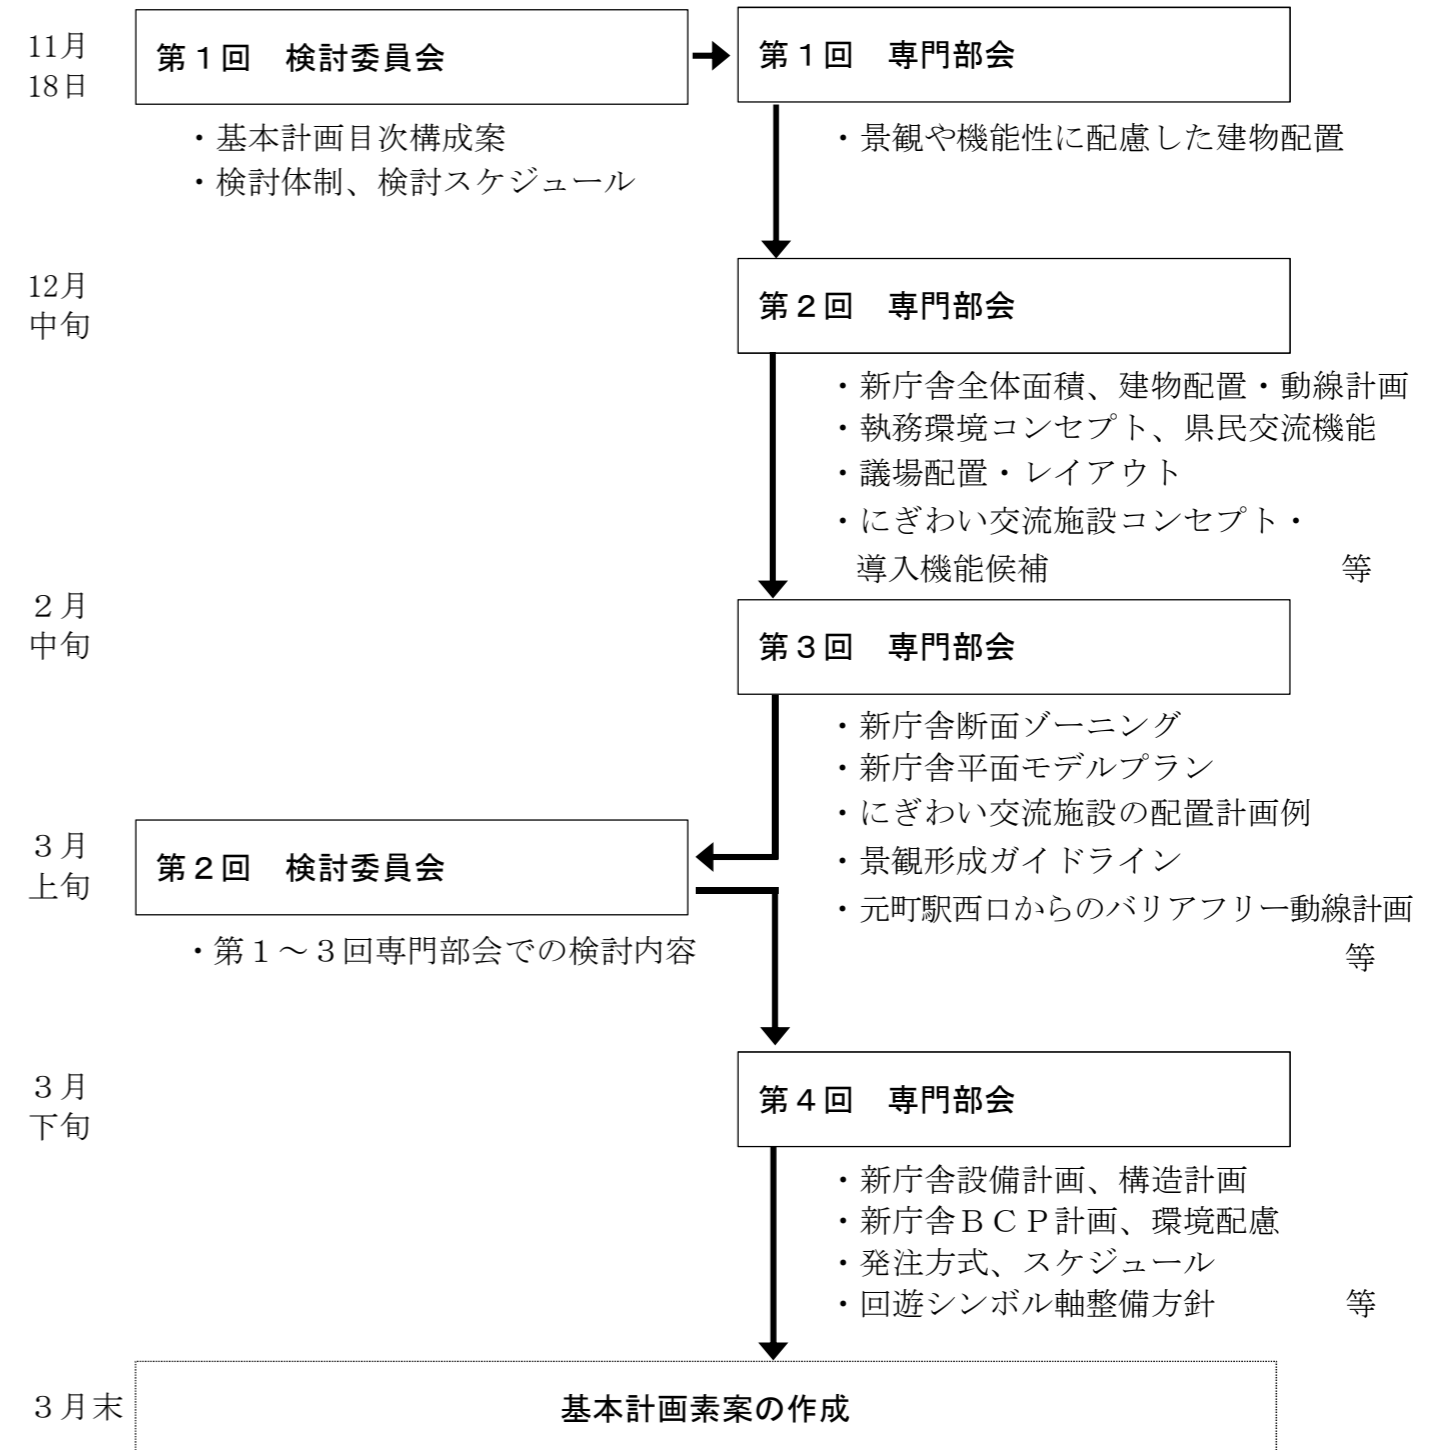 11月
18日
第１回　検討委員会
第１回　専門部会
・基本計画目次構成案
・検討体制、検討スケジュール
・景観や機能性に配慮した建物配置
12月
中旬
第２回　専門部会
・新庁舎全体面積、建物配置・動線計画
・執務環境コンセプト、県民交流機能
・議場配置・レイアウト
・にぎわい交流施設コンセプト・
導入機能候補　等
２月
中旬
第３回　専門部会
・新庁舎断面ゾーニング
・新庁舎平面モデルプラン
・にぎわい交流施設の配置計画例
・景観形成ガイドライン
・元町駅西口からのバリアフリー動線計画
等
３月
上旬
第２回　検討委員会
・第１～３回専門部会での検討内容
３月
下旬
第４回　専門部会
・新庁舎設備計画、構造計画
・新庁舎ＢＣＰ計画、環境配慮
・発注方式、スケジュール
・回遊シンボル軸整備方針　等
３月末
基本計画素案の作成